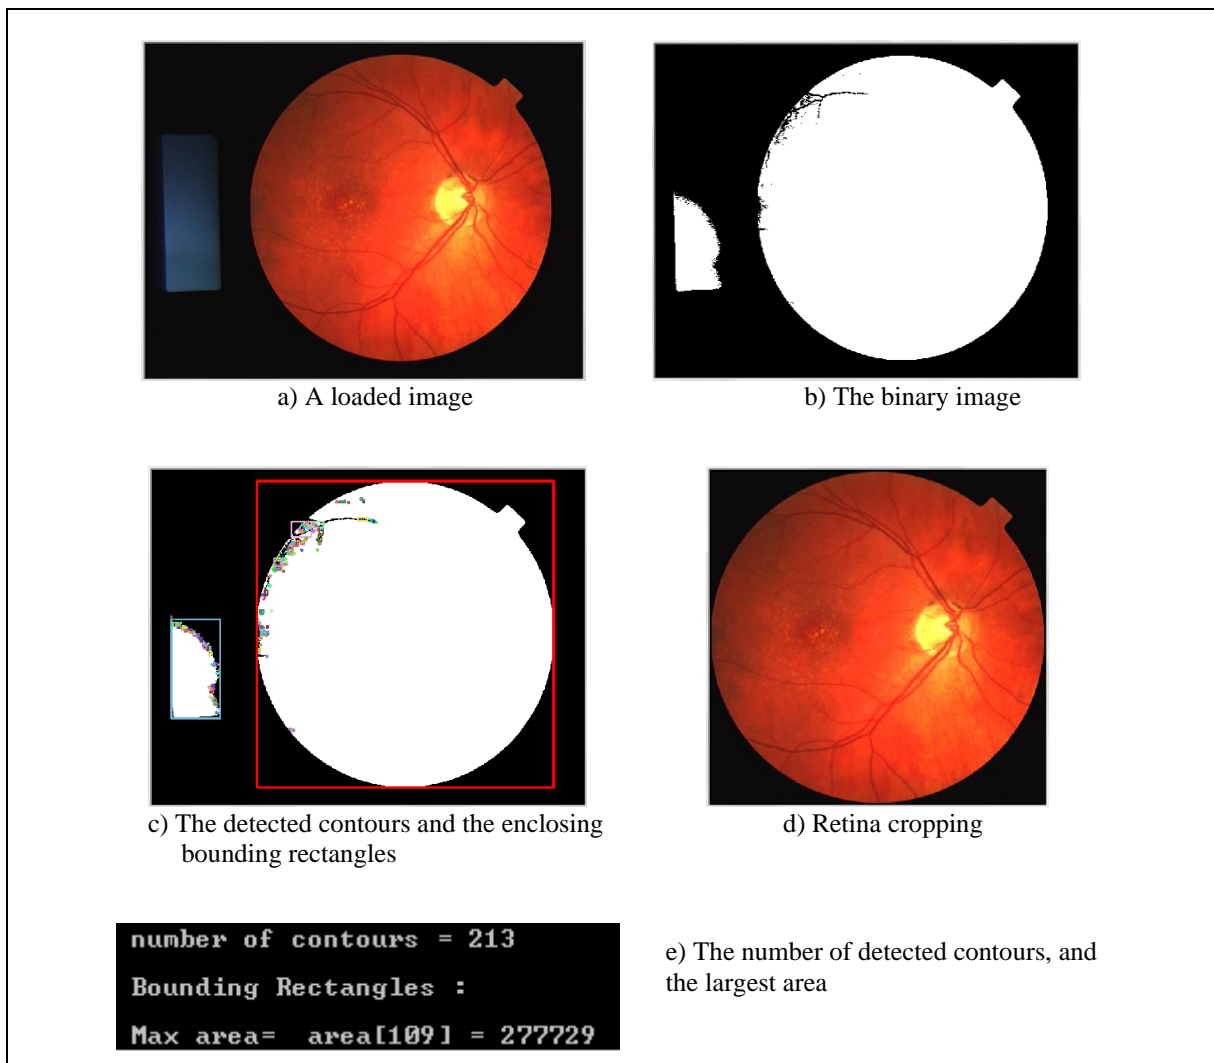 a) A loaded image
b) The binary image
c) The detected contours and the enclosing
bounding rectangles
d) Retina cropping
number of contours = 213
Bounding Rectangles :
Max area=  area[109] = 277729
e) The number of detected contours, and
the largest area